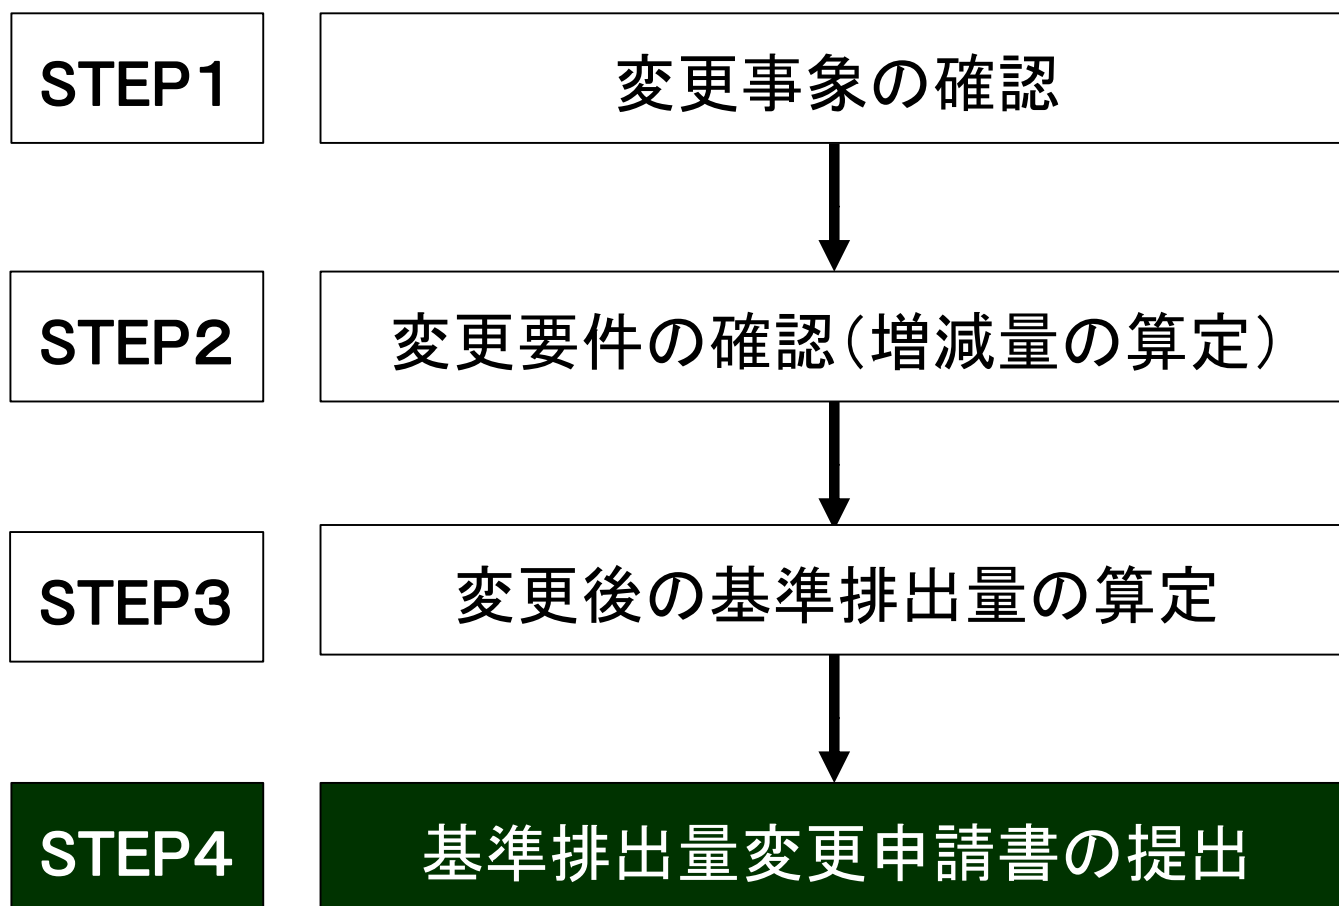 STEP1
変更事象の確認
STEP2
変更要件の確認(増減量の算定)
STEP3
変更後の基準排出量の算定
STEP4
基準排出量変更申請書の提出